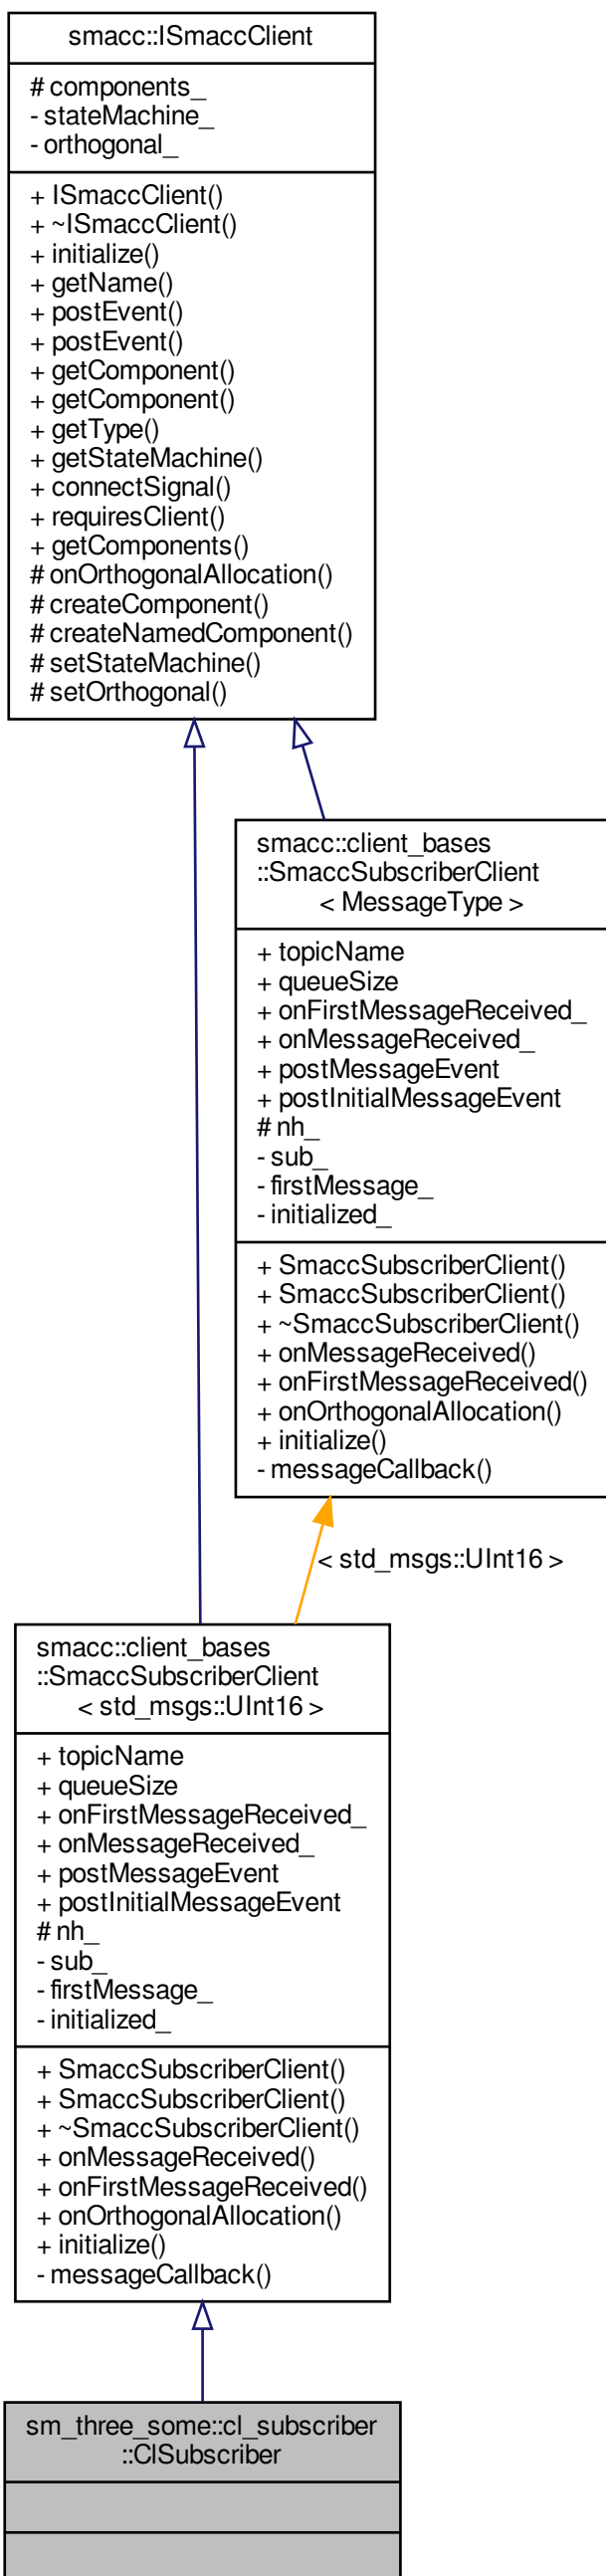 smacc::ISmaccClient
# components_
- stateMachine_
- orthogonal_
+ ISmaccClient()
+ ~ISmaccClient()
+ initialize()
+ getName()
+ postEvent()
+ postEvent()
+ getComponent()
+ getComponent()
+ getType()
+ getStateMachine()
+ connectSignal()
+ requiresClient()
+ getComponents()
# onOrthogonalAllocation()
# createComponent()
# createNamedComponent()
# setStateMachine()
# setOrthogonal()
smacc::client_bases
::SmaccSubscriberClient
< MessageType >
+ topicName
+ queueSize
+ onFirstMessageReceived_
+ onMessageReceived_
+ postMessageEvent
+ postInitialMessageEvent
# nh_
- sub_
- firstMessage_
- initialized_
+ SmaccSubscriberClient()
+ SmaccSubscriberClient()
+ ~SmaccSubscriberClient()
+ onMessageReceived()
+ onFirstMessageReceived()
+ onOrthogonalAllocation()
+ initialize()
- messageCallback()
< std_msgs::UInt16 >
smacc::client_bases
::SmaccSubscriberClient
< std_msgs::UInt16 >
+ topicName
+ queueSize
+ onFirstMessageReceived_
+ onMessageReceived_
+ postMessageEvent
+ postInitialMessageEvent
# nh_
- sub_
- firstMessage_
- initialized_
+ SmaccSubscriberClient()
+ SmaccSubscriberClient()
+ ~SmaccSubscriberClient()
+ onMessageReceived()
+ onFirstMessageReceived()
+ onOrthogonalAllocation()
+ initialize()
- messageCallback()
sm_three_some::cl_subscriber
::ClSubscriber